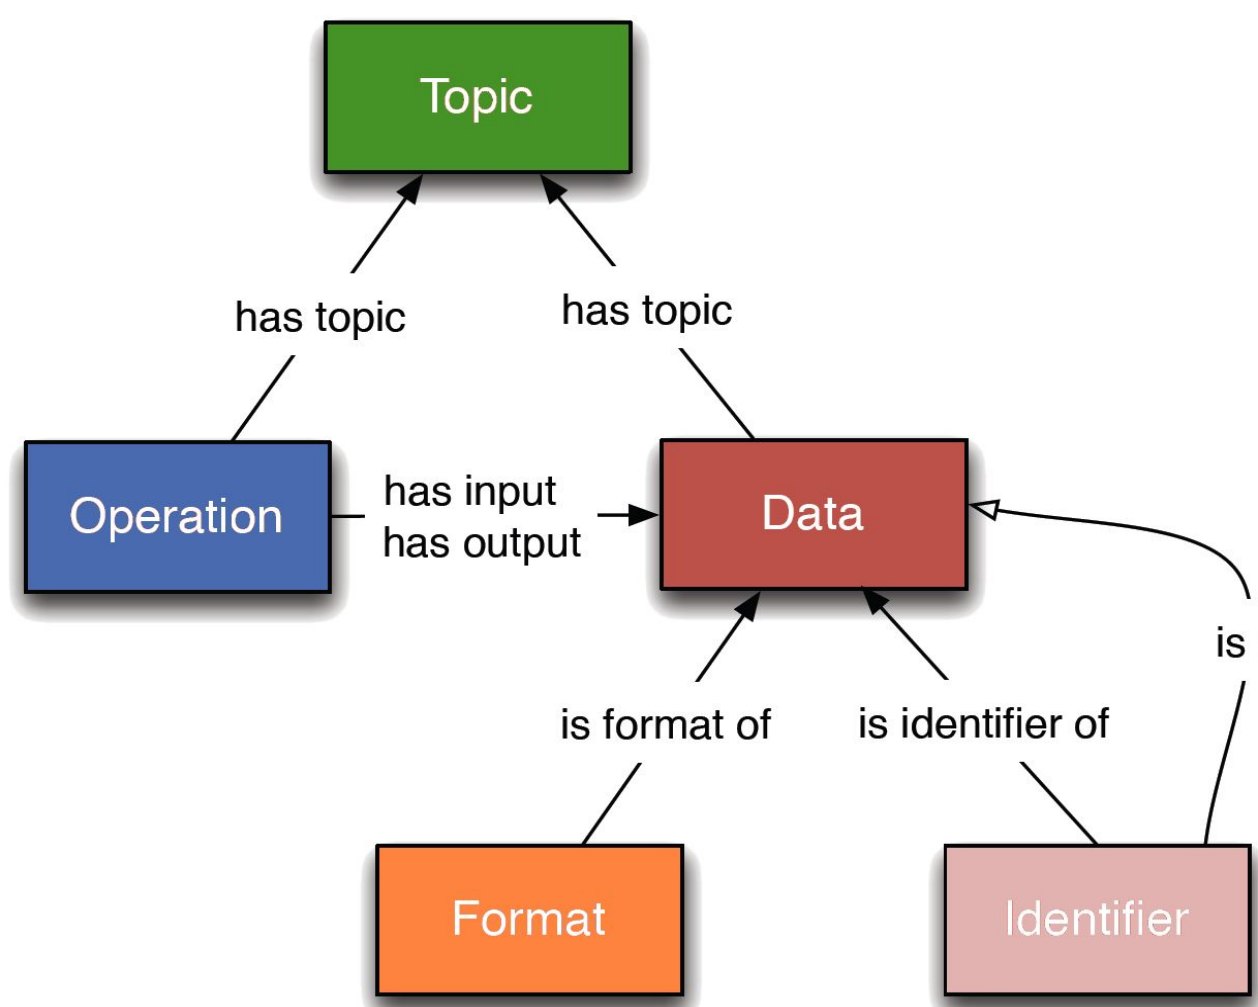 Topic
has topic
has topic
Operation
has input
has output
Data
is
is format of
is identifier of
Format
Identifier